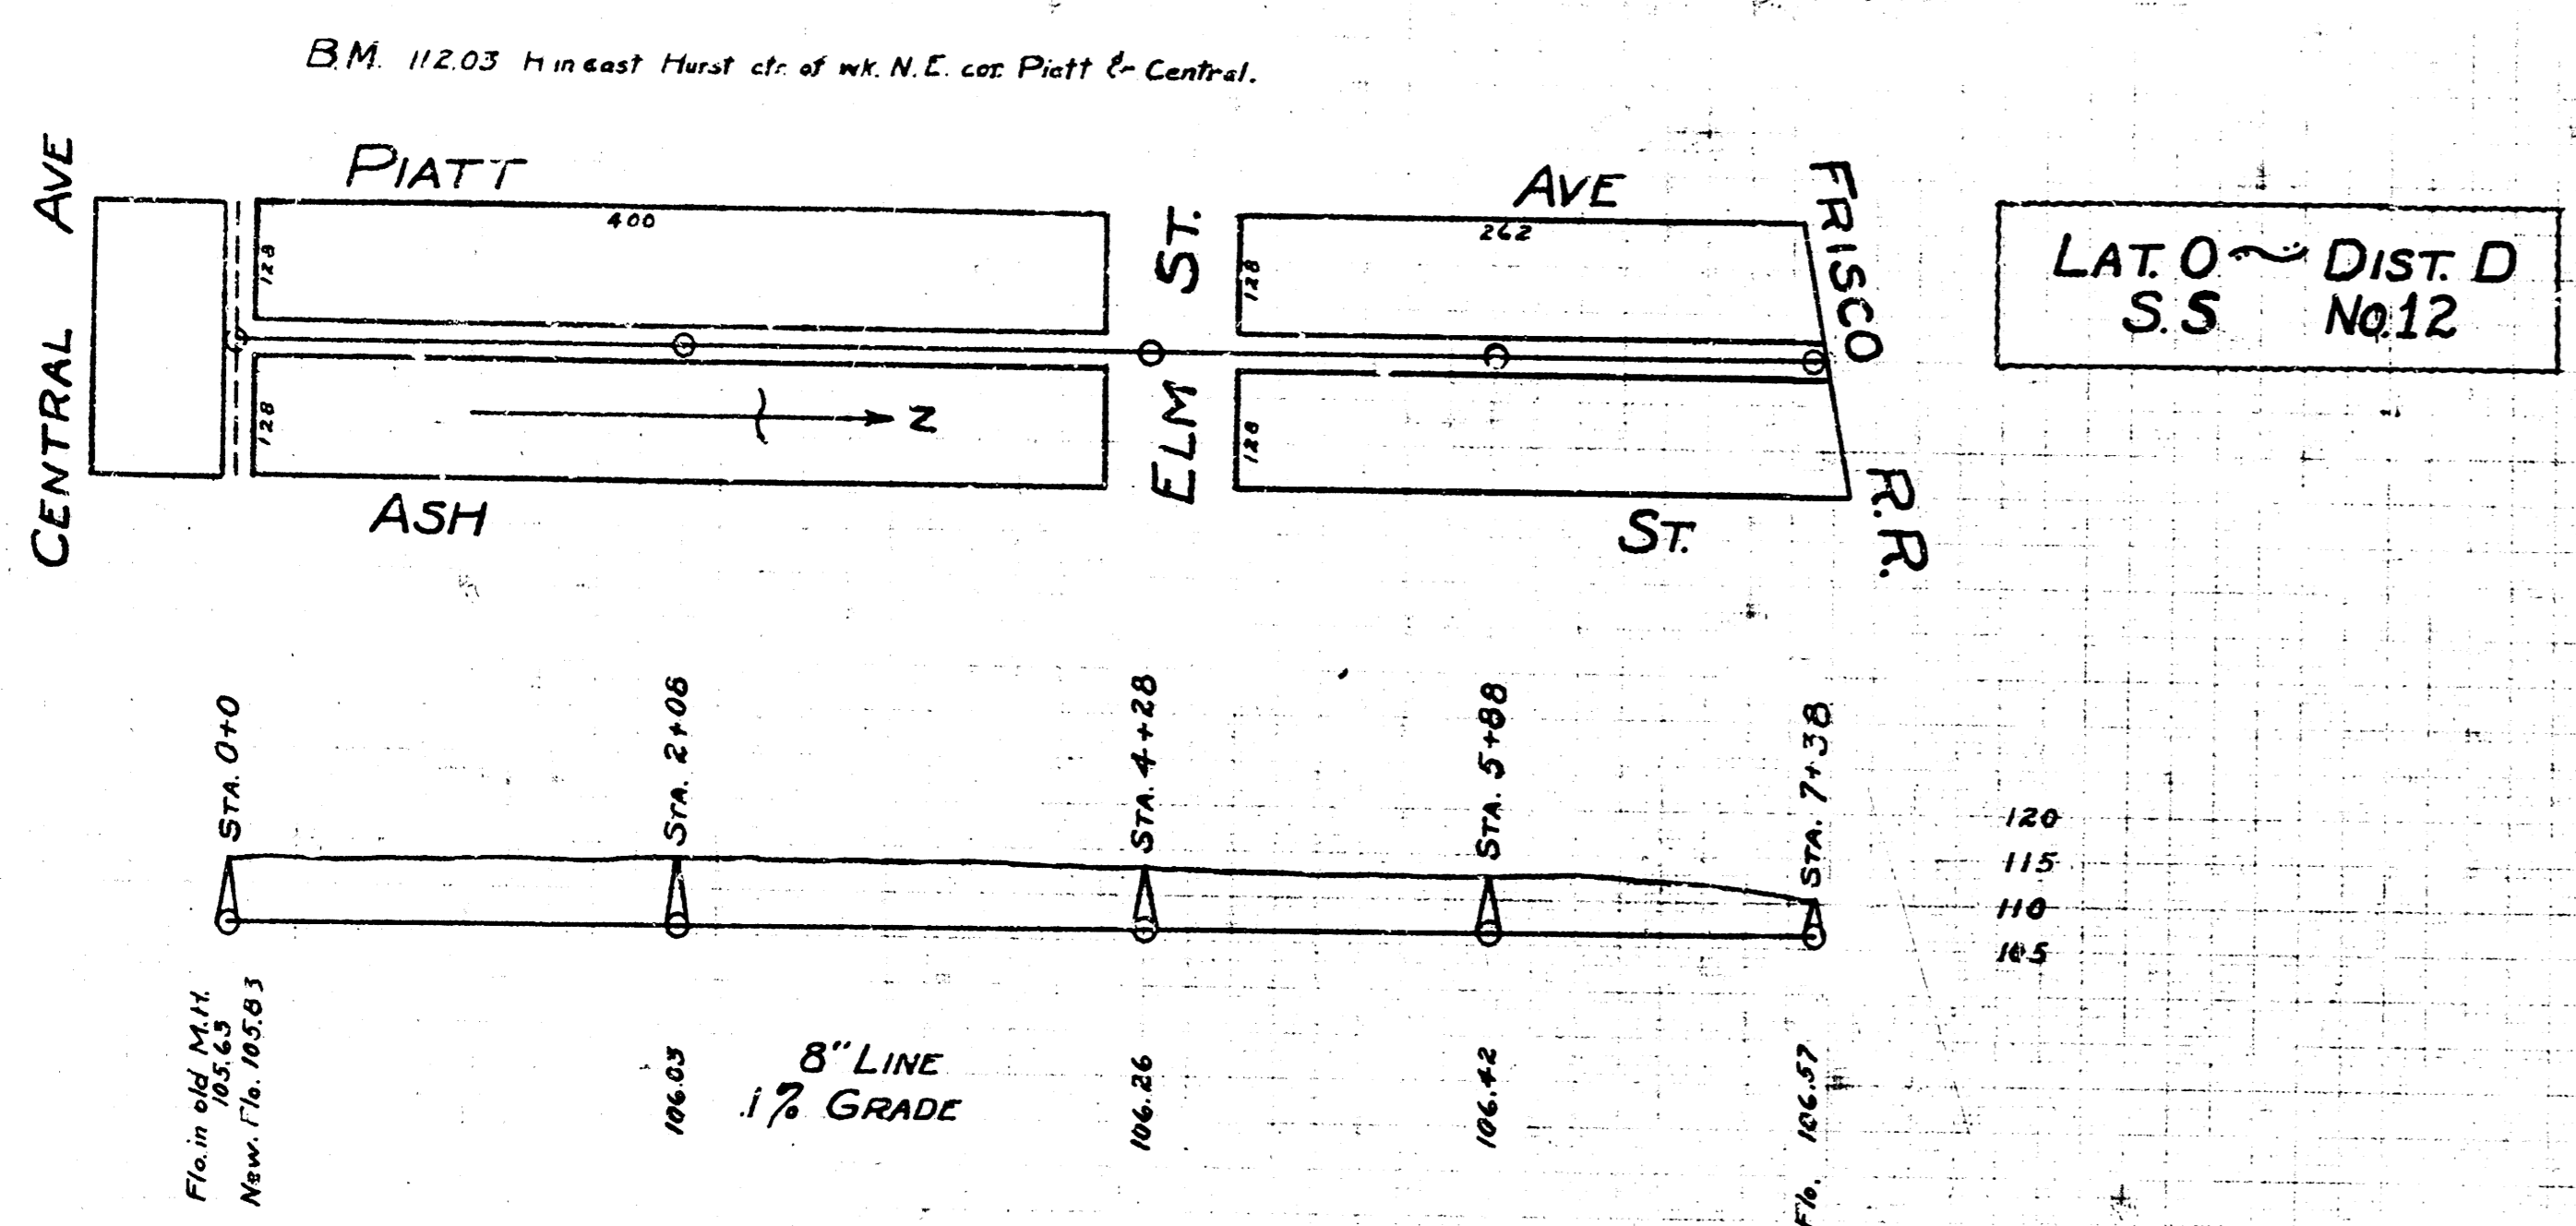 B.M. 112.03 H in east Hurst ctr. of wk. N.E. cor. Piatt & Central.
CENTRAL AVE
PIATT AVE
400
262
128
128
128
128
ELM ST.
FRISCO R.R.
N
ASH ST.
LAT. O ~ DIST. D
S.S No.12
STA. 0+0
STA. 2+08
STA. 4+28
STA. 5+88
STA. 7+38
120
115
110
105
Flo. in old M.H.
105.63
New. Flo. 105.83
106.03
8" LINE
.1% GRADE
106.26
106.42
Flo. 106.57